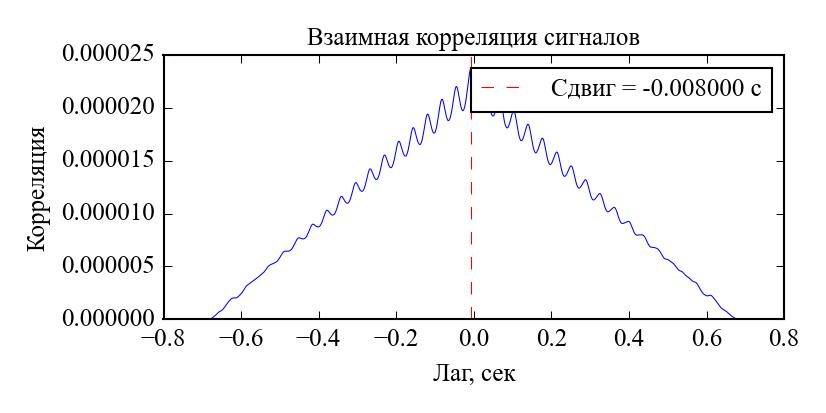 Взаимная корреляция сигналов
0.000025
0.000020
0.000015
0.000010
0.000005
0.000000
Корреляция
Сдвиг = -0.008000 с
−0.8 −0.6 −0.4 −0.2 0.0 0.2 0.4 0.6 0.8
Лаг, сек